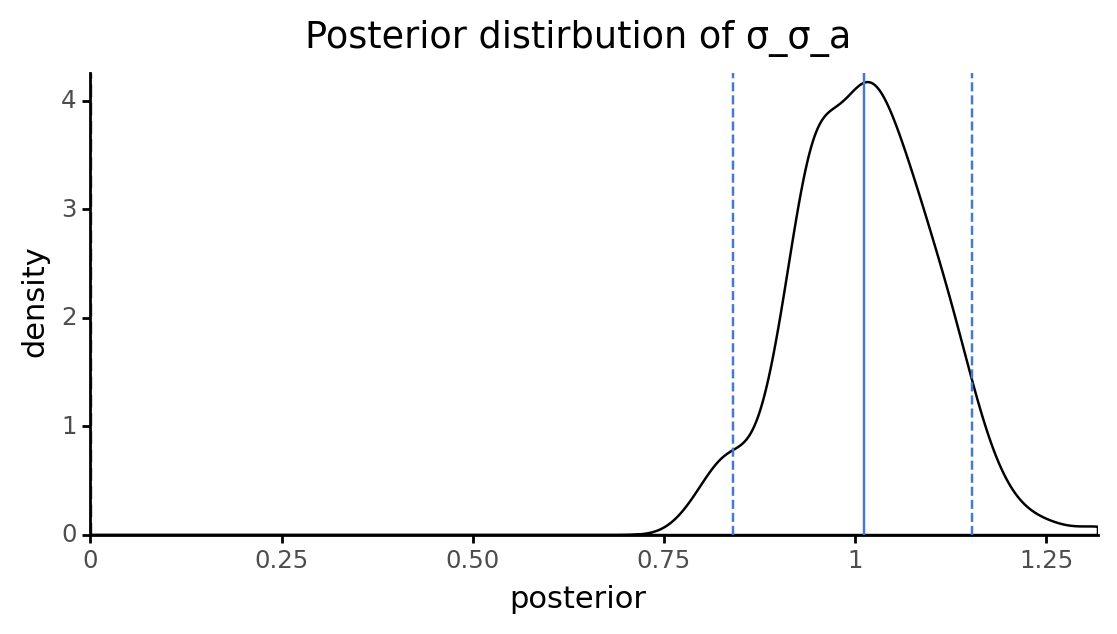 Posterior distirbution of σ_σ_a
density
4
3
2
1
0
0 0.25 0.50 0.75 1 1.25
posterior